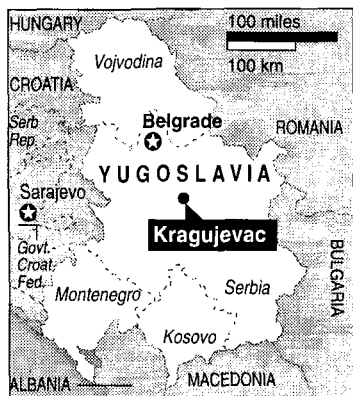 HUNGARY
100 miles
100 km
Vojvodina
CROATIA
Serb
Rep.
Belgrade
ROMANIA
YUGOSLAVIA
Sarajevo
Kragujevac
Govt.-
Croat
Fed.
BULGARIA
Montenegro
Serbia
Kosovo
ALBANIA
MACEDONIA